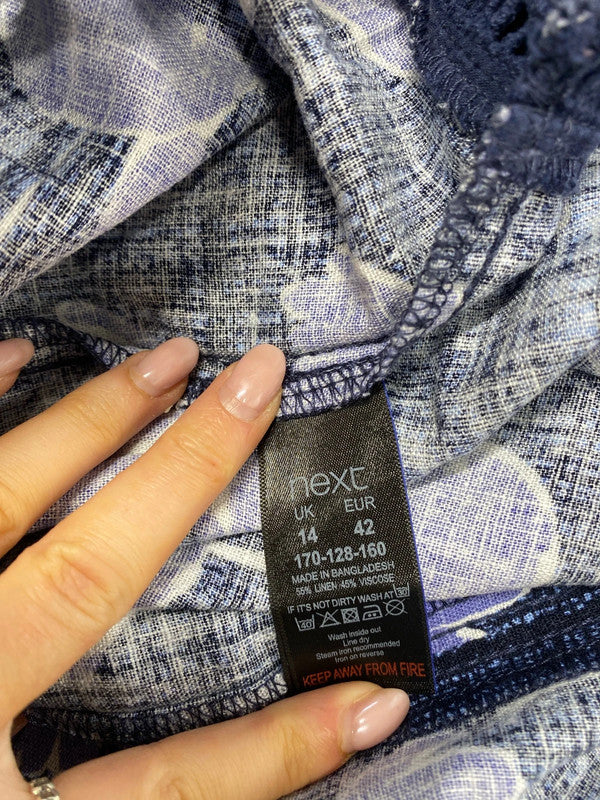 next
UK EUR
14 42
170-128-160
MADE IN BANGLADESH
55% LINEN 45% VISCOSE
IF IT'S NOT DIRTY WASH AT 30
40
Wash inside out
Line dry
Steam iron recommended
Iron on reverse
KEEP AWAY FROM FIRE